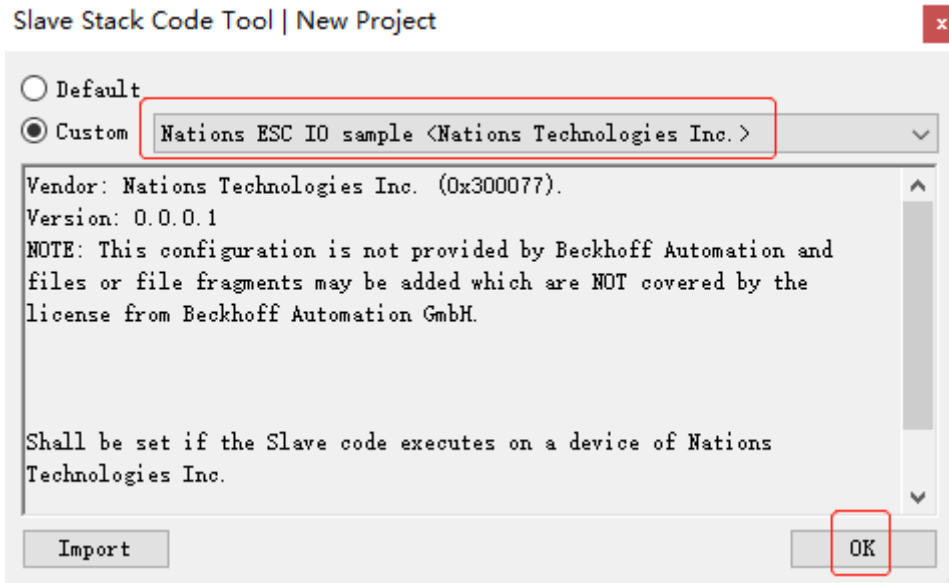 Slave Stack Code Tool | New Project
x
Default
Custom
Nations ESC IO sample <Nations Technologies Inc.>
Vendor: Nations Technologies Inc. (0x300077).
Version: 0.0.0.1
NOTE: This configuration is not provided by Beckhoff Automation and
files or file fragments may be added which are NOT covered by the
license from Beckhoff Automation GmbH.
Shall be set if the Slave code executes on a device of Nations
Technologies Inc.
Import
OK